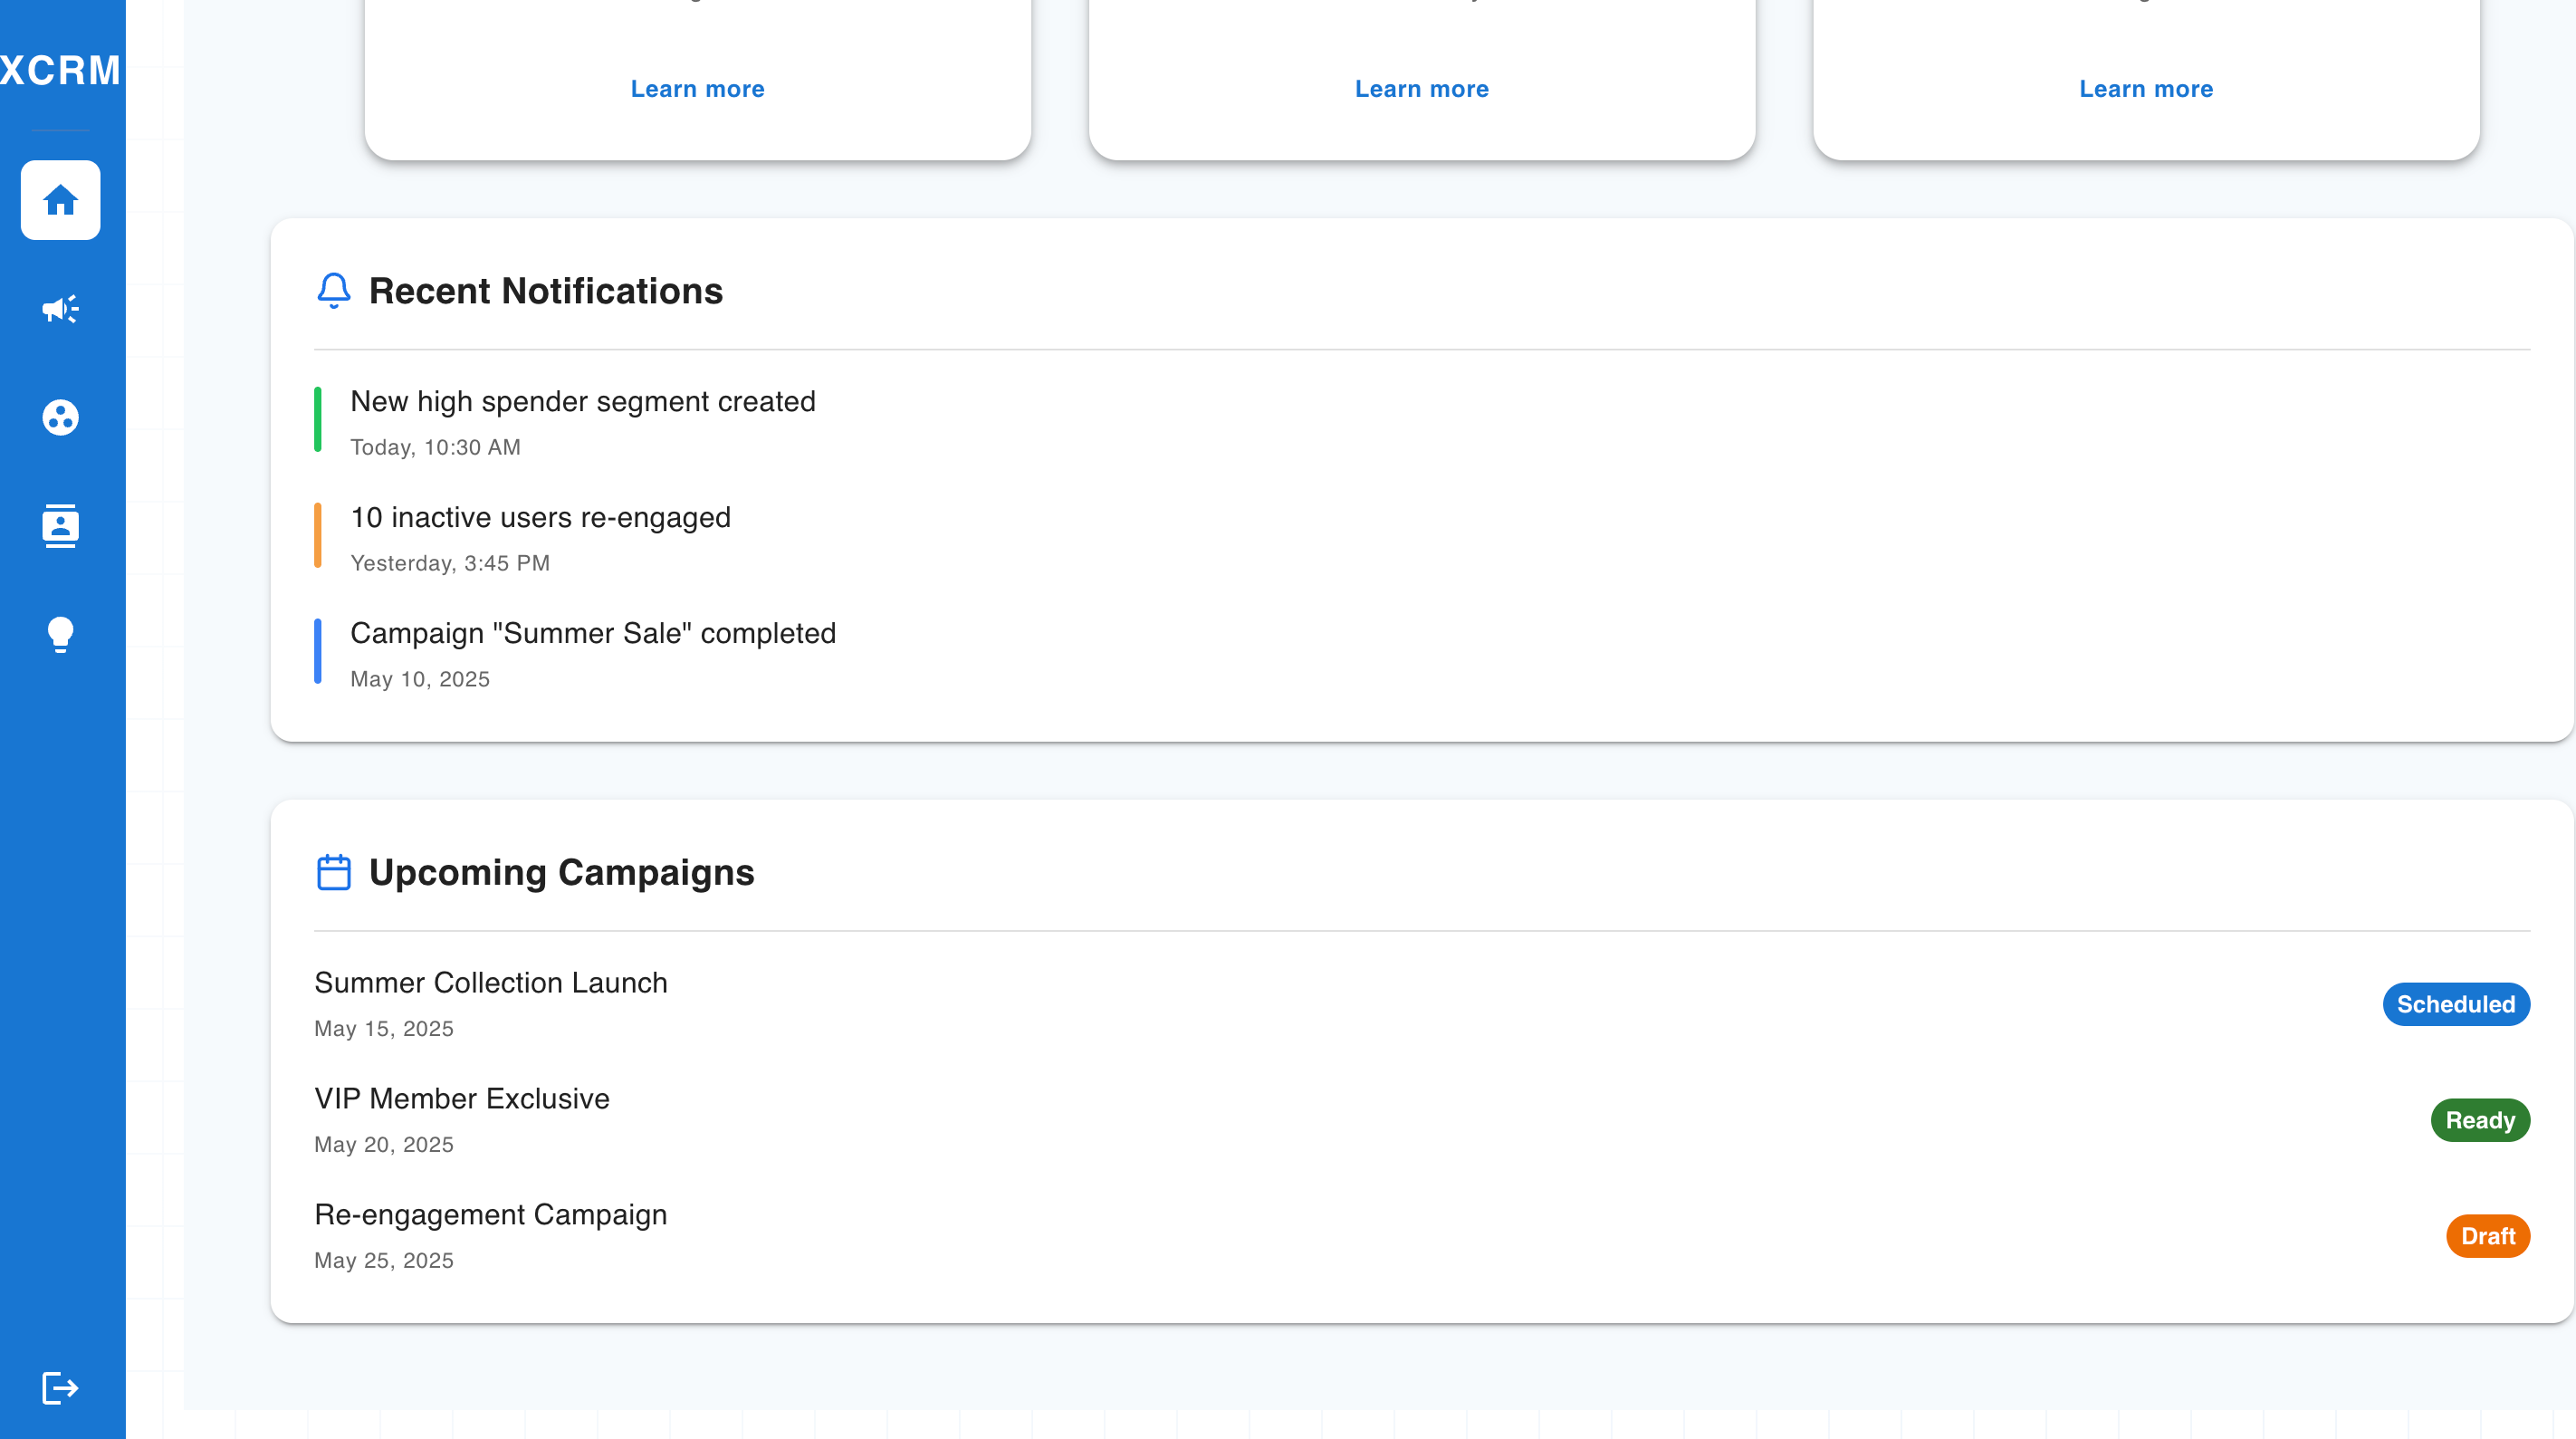 XCRM
Learn more
Learn more
Learn more
Recent Notifications
New high spender segment created
Today, 10:30 AM
10 inactive users re-engaged
Yesterday, 3:45 PM
Campaign "Summer Sale" completed
May 10, 2025
Upcoming Campaigns
Summer Collection Launch
May 15, 2025
Scheduled
VIP Member Exclusive
May 20, 2025
Ready
Re-engagement Campaign
May 25, 2025
Draft